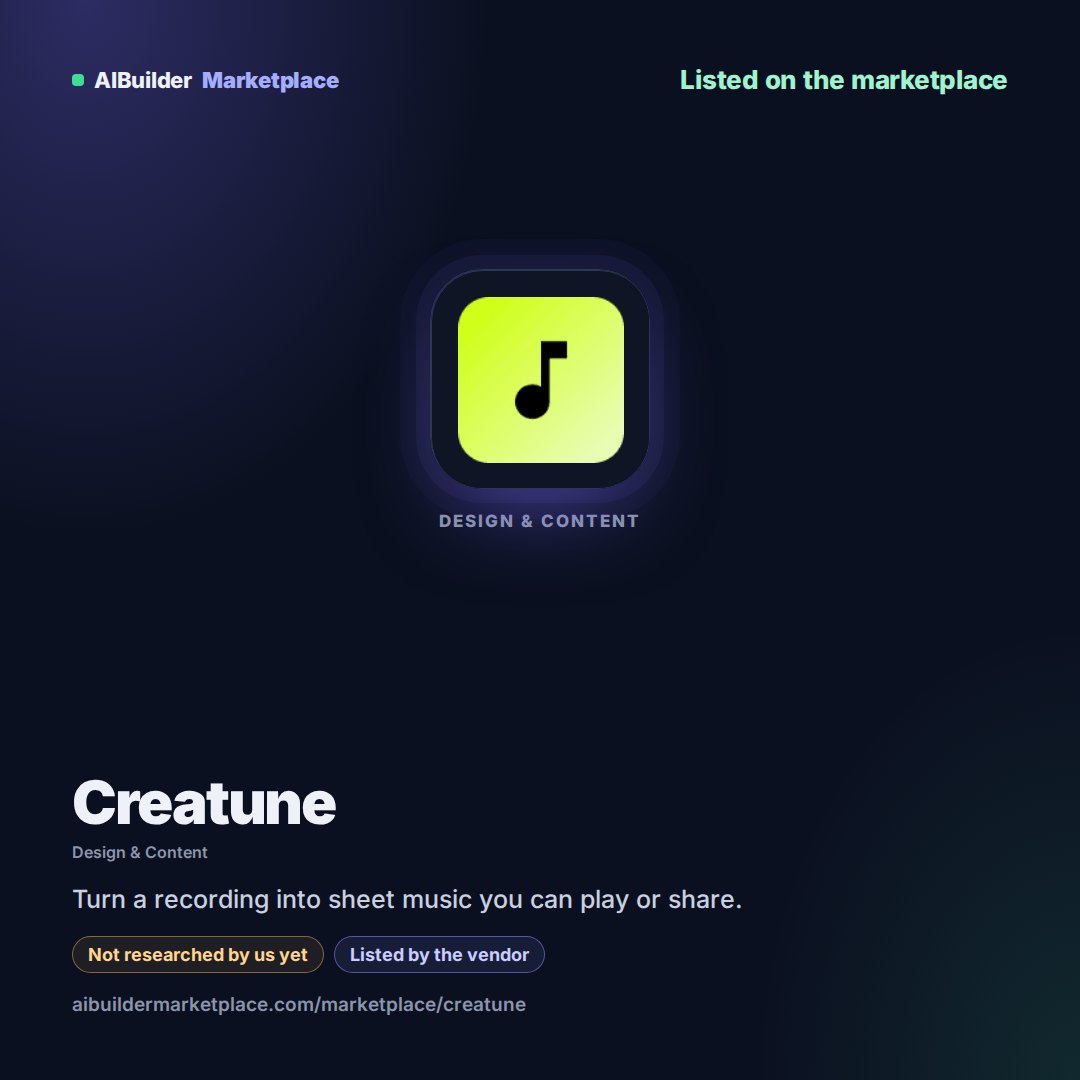 AIBuilder Marketplace
Listed on the marketplace
DESIGN & CONTENT
Creatune
Design & Content
Turn a recording into sheet music you can play or share.
Not researched by us yet
Listed by the vendor
aibuildermarketplace.com/marketplace/creatune